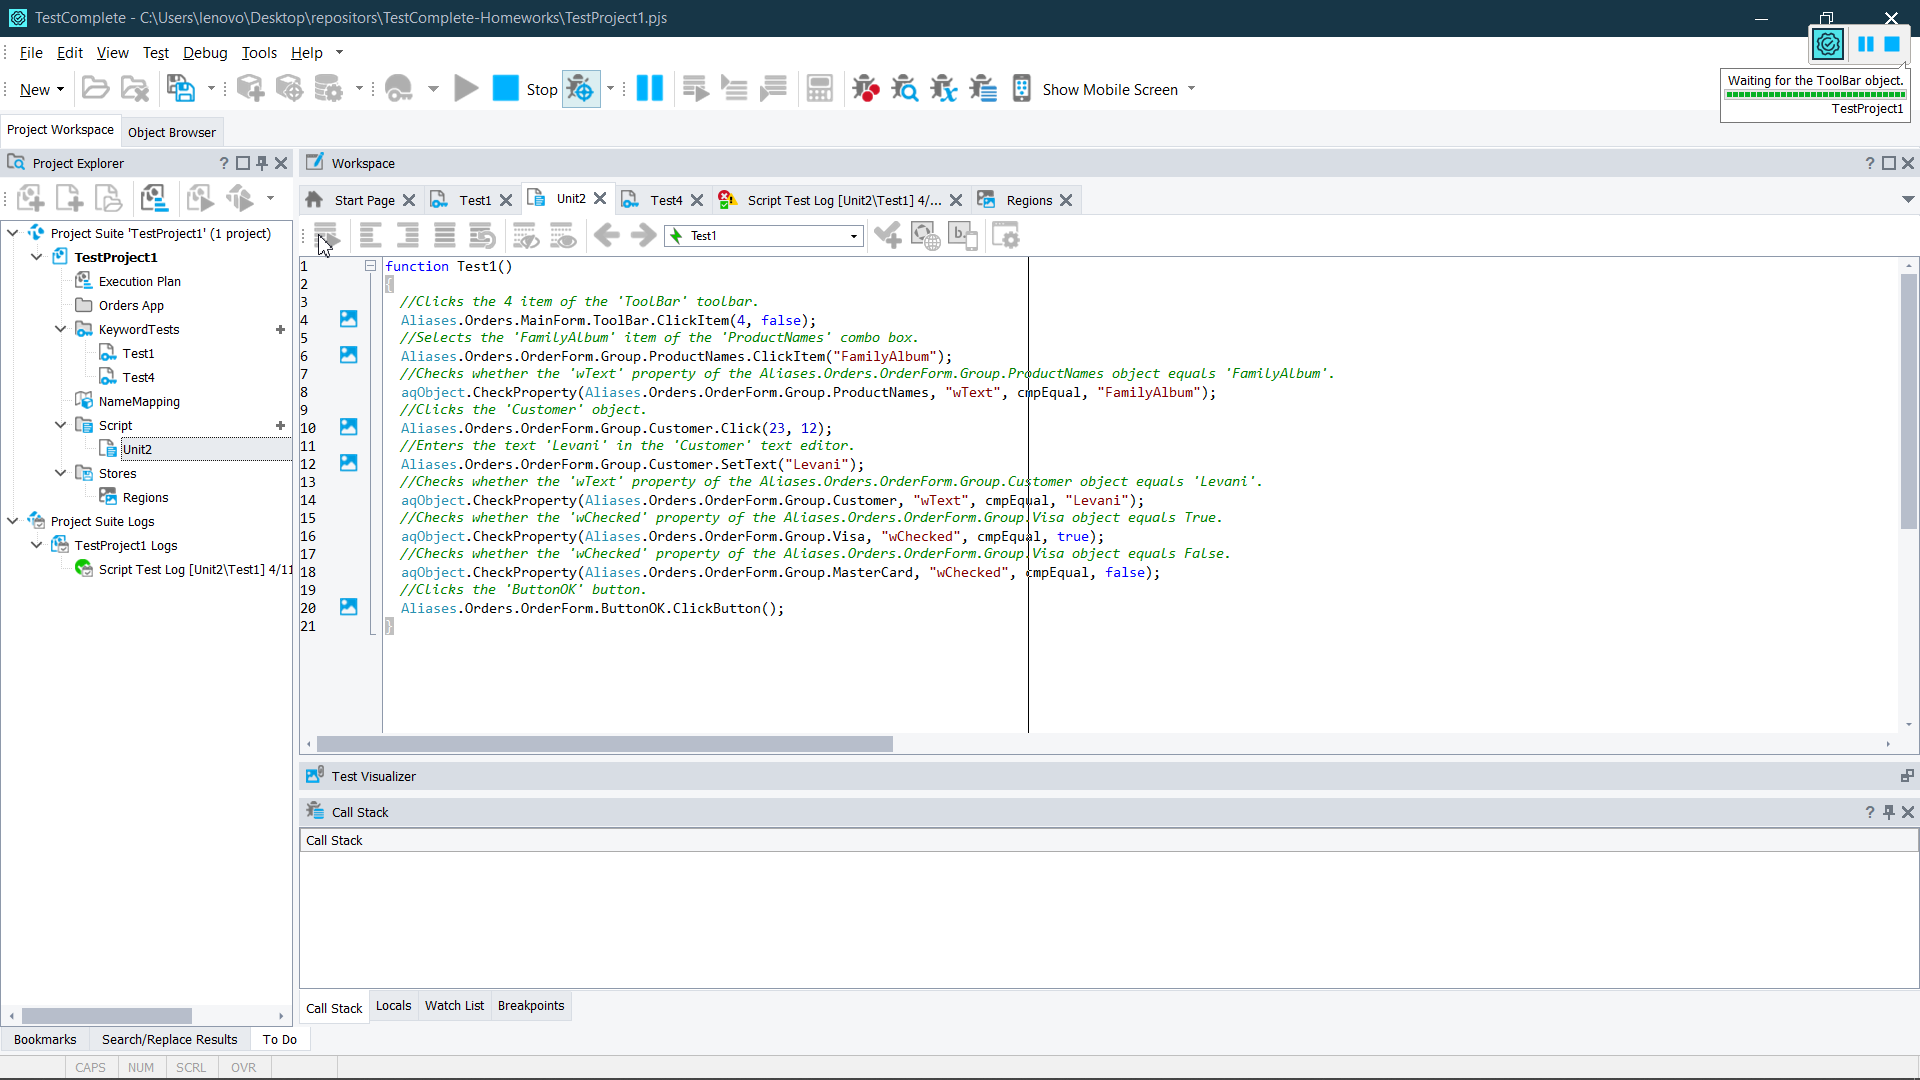 TestComplete - C:\Users\lenovo\Desktop\repositors\TestComplete-Homeworks\TestProject1.pjs
File Edit View Test Debug Tools Help
New Stop Show Mobile Screen
Waiting for the ToolBar object.
TestProject1
Project Workspace Object Browser
Project Explorer
Workspace
Start Page Test1 Unit2 Test4 Script Test Log [Unit2\Test1] 4/... Regions
Test1
Project Suite 'TestProject1' (1 project)
TestProject1
Execution Plan
Orders App
KeywordTests
Test1
Test4
NameMapping
Script
Unit2
Stores
Regions
Project Suite Logs
TestProject1 Logs
Script Test Log [Unit2\Test1] 4/11
1 function Test1()
2 {
3 //Clicks the 4 item of the 'ToolBar' toolbar.
4 Aliases.Orders.MainForm.ToolBar.ClickItem(4, false);
5 //Selects the 'FamilyAlbum' item of the 'ProductNames' combo box.
6 Aliases.Orders.OrderForm.Group.ProductNames.ClickItem("FamilyAlbum");
7 //Checks whether the 'wText' property of the Aliases.Orders.OrderForm.Group.ProductNames object equals 'FamilyAlbum'.
8 aqObject.CheckProperty(Aliases.Orders.OrderForm.Group.ProductNames, "wText", cmpEqual, "FamilyAlbum");
9 //Clicks the 'Customer' object.
10 Aliases.Orders.OrderForm.Group.Customer.Click(23, 12);
11 //Enters the text 'Levani' in the 'Customer' text editor.
12 Aliases.Orders.OrderForm.Group.Customer.SetText("Levani");
13 //Checks whether the 'wText' property of the Aliases.Orders.OrderForm.Group.Customer object equals 'Levani'.
14 aqObject.CheckProperty(Aliases.Orders.OrderForm.Group.Customer, "wText", cmpEqual, "Levani");
15 //Checks whether the 'wChecked' property of the Aliases.Orders.OrderForm.Group.Visa object equals True.
16 aqObject.CheckProperty(Aliases.Orders.OrderForm.Group.Visa, "wChecked", cmpEqual, true);
17 //Checks whether the 'wChecked' property of the Aliases.Orders.OrderForm.Group.Visa object equals False.
18 aqObject.CheckProperty(Aliases.Orders.OrderForm.Group.MasterCard, "wChecked", cmpEqual, false);
19 //Clicks the 'ButtonOK' button.
20 Aliases.Orders.OrderForm.ButtonOK.ClickButton();
21 }
Test Visualizer
Call Stack
Call Stack
Call Stack Locals Watch List Breakpoints
Bookmarks Search/Replace Results To Do
CAPS NUM SCRL OVR